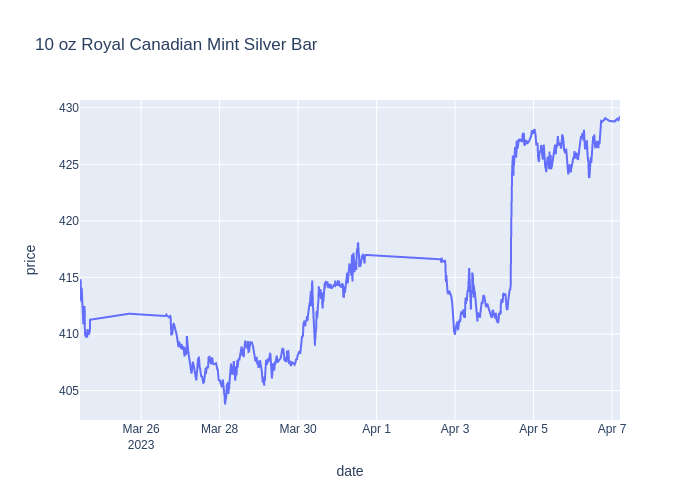 10 oz Royal Canadian Mint Silver Bar
430
425
420
415
410
405
price
Mar 26
2023
Mar 28
Mar 30
Apr 1
Apr 3
Apr 5
Apr 7
date